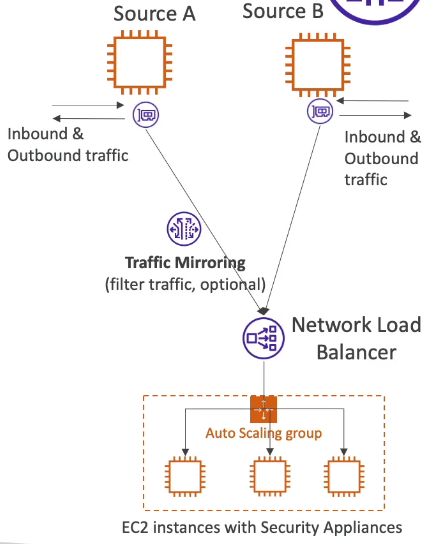 Source A
Source B
Inbound &
Outbound traffic
Inbound &
Outbound
traffic
Traffic Mirroring
(filter traffic, optional)
Network Load
Balancer
Auto Scaling group
EC2 instances with Security Appliances